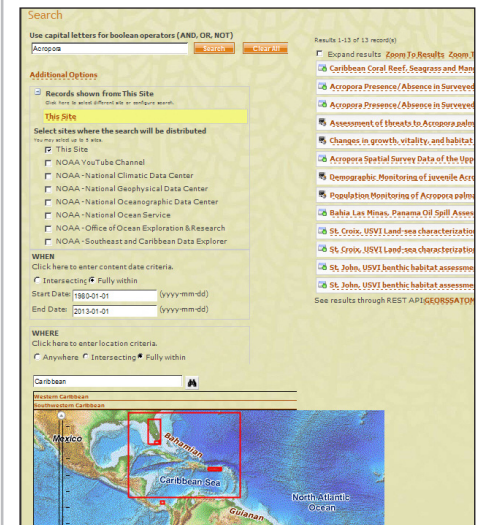 Search
Use capital letters for boolean operators (AND, OR, NOT)
Acropora
Search
Clear All
Additional Options
Records shown from: This Site
Click here to select different site or configure search.
This Site
Select sites where the search will be distributed
You may select up to 6 sites.
This Site
NOAA YouTube Channel
NOAA - National Climatic Data Center
NOAA - National Geophysical Data Center
NOAA - National Oceanographic Data Center
NOAA - National Ocean Service
NOAA - Office of Ocean Exploration & Research
NOAA - Southeast and Caribbean Data Explorer
WHEN
Click here to enter content date criteria.
Intersecting Fully within
Start Date: 1980-01-01 (yyyy-mm-dd)
End Date: 2013-01-01 (yyyy-mm-dd)
WHERE
Click here to enter location criteria.
Anywhere Intersecting Fully within
Caribbean
Western Caribbean
Southwestern Caribbean
Mexico
Bahamian
Caribbean Sea
North Atlantic
Ocean
Guianan
Results 1-13 of 13 record(s)
Expand results Zoom To Results Zoom T
Caribbean Coral Reef, Seagrass and Mang
Acropora Presence/Absence in Surveyed
Acropora Presence/Absence in Surveyed
Assessment of threats to Acropora palm
Changes in growth, vitality, and habitat
Acropora Spatial Survey Data of the Upp
Demographic Monitoring of juvenile Acro
Population Monitoring of Acropora palma
Bahia Las Minas, Panama Oil Spill Asses
St. Croix, USVI Land-sea characterization
St. Croix, USVI Land-sea characterization
St. John, USVI benthic habitat assessme
St. John, USVI benthic habitat assessme
See results through REST API GEORSS ATOM